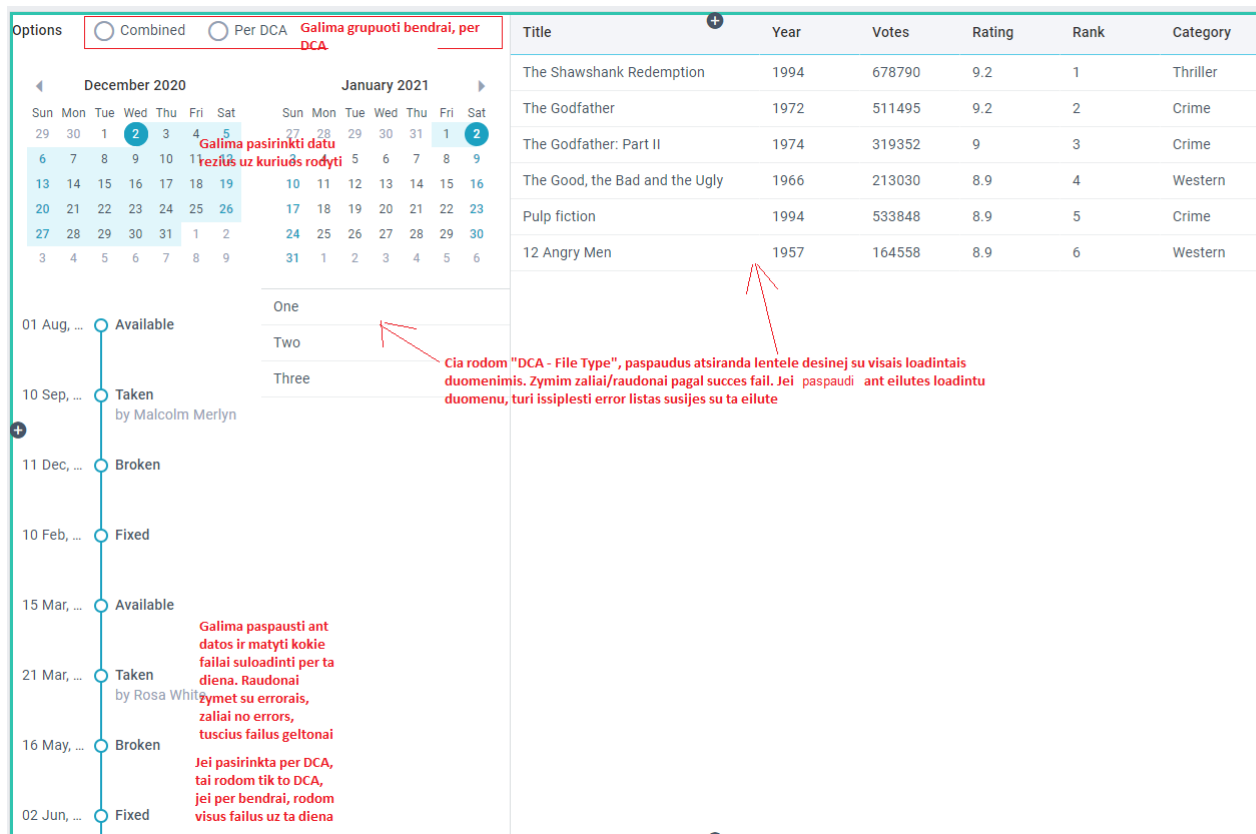 Options Combined Per DCA Galima grupuoti bendrai, per
DCA
December 2020
Sun Mon Tue Wed Thu Fri Sat
29 30 1 2 3 4 5
6 7 8 9 10 11 12
13 14 15 16 17 18 19
20 21 22 23 24 25 26
27 28 29 30 31 1 2
3 4 5 6 7 8 9
January 2021
Sun Mon Tue Wed Thu Fri Sat
27 28 29 30 31 1 2
3 4 5 6 7 8 9
10 11 12 13 14 15 16
17 18 19 20 21 22 23
24 25 26 27 28 29 30
31 1 2 3 4 5 6
Galima pasirinkti datu
rezius uz kuriuos rodyti
Title Year Votes Rating Rank Category
The Shawshank Redemption 1994 678790 9.2 1 Thriller
The Godfather 1972 511495 9.2 2 Crime
The Godfather: Part II 1974 319352 9 3 Crime
The Good, the Bad and the Ugly 1966 213030 8.9 4 Western
Pulp fiction 1994 533848 8.9 5 Crime
12 Angry Men 1957 164558 8.9 6 Western
One
Two
Three
Cia rodom "DCA - File Type", paspaudus atsiranda lentele desinej su visais loadintais
duomenimis. Zymim zaliai/raudonai pagal succes fail. Jei paspaudi ant eilutes loadintu
duomenu, turi issiplesti error listas susijes su ta eilute
01 Aug, ... Available
10 Sep, ... Taken
by Malcolm Merlyn
11 Dec, ... Broken
10 Feb, ... Fixed
15 Mar, ... Available
21 Mar, ... Taken
by Rosa White
16 May, ... Broken
02 Jun, ... Fixed
Galima paspausti ant
datos ir matyti kokie
failai suloadinti per ta
diena. Raudonai
zymet su errorais,
zaliai no errors,
tuscius failus geltonai
Jei pasirinkta per DCA,
tai rodom tik to DCA,
jei per bendrai, rodom
visus failus uz ta diena